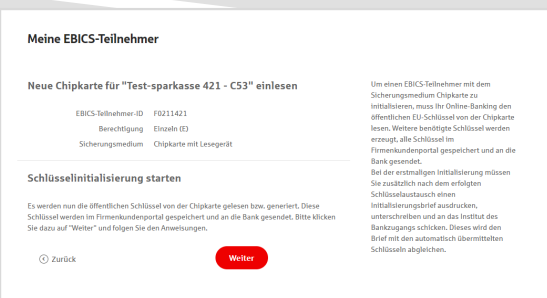 Meine EBICS-Teilnehmer
Neue Chipkarte für "Test-sparkasse 421 - C53" einlesen
EBICS-Teilnehmer-ID F0211421
Berechtigung Einzeln (E)
Sicherungsmedium Chipkarte mit Lesegerät
Schlüsselinitialisierung starten
Es werden nun die öffentlichen Schlüssel von der Chipkarte gelesen bzw. generiert. Diese
Schlüssel werden im Firmenkundenportal gespeichert und an die Bank gesendet. Bitte klicken
Sie dazu auf "Weiter" und folgen Sie den Anweisungen.
Zurück
Weiter
Um einen EBICS-Teilnehmer mit dem
Sicherungsmedium Chipkarte zu
initialisieren, muss Ihr Online-Banking den
öffentlichen EU-Schlüssel von der Chipkarte
lesen. Weitere benötigte Schlüssel werden
erzeugt, alle Schlüssel im
Firmenkundenportal gespeichert und an die
Bank gesendet.
Bei der erstmaligen Initialisierung müssen
Sie zusätzlich nach dem erfolgten
Schlüsselaustausch einen
Initialisierungsbrief ausdrucken,
unterschreiben und an das Institut des
Bankzugangs schicken. Dieses wird den
Brief mit den automatisch übermittelten
Schlüsseln abgleichen.